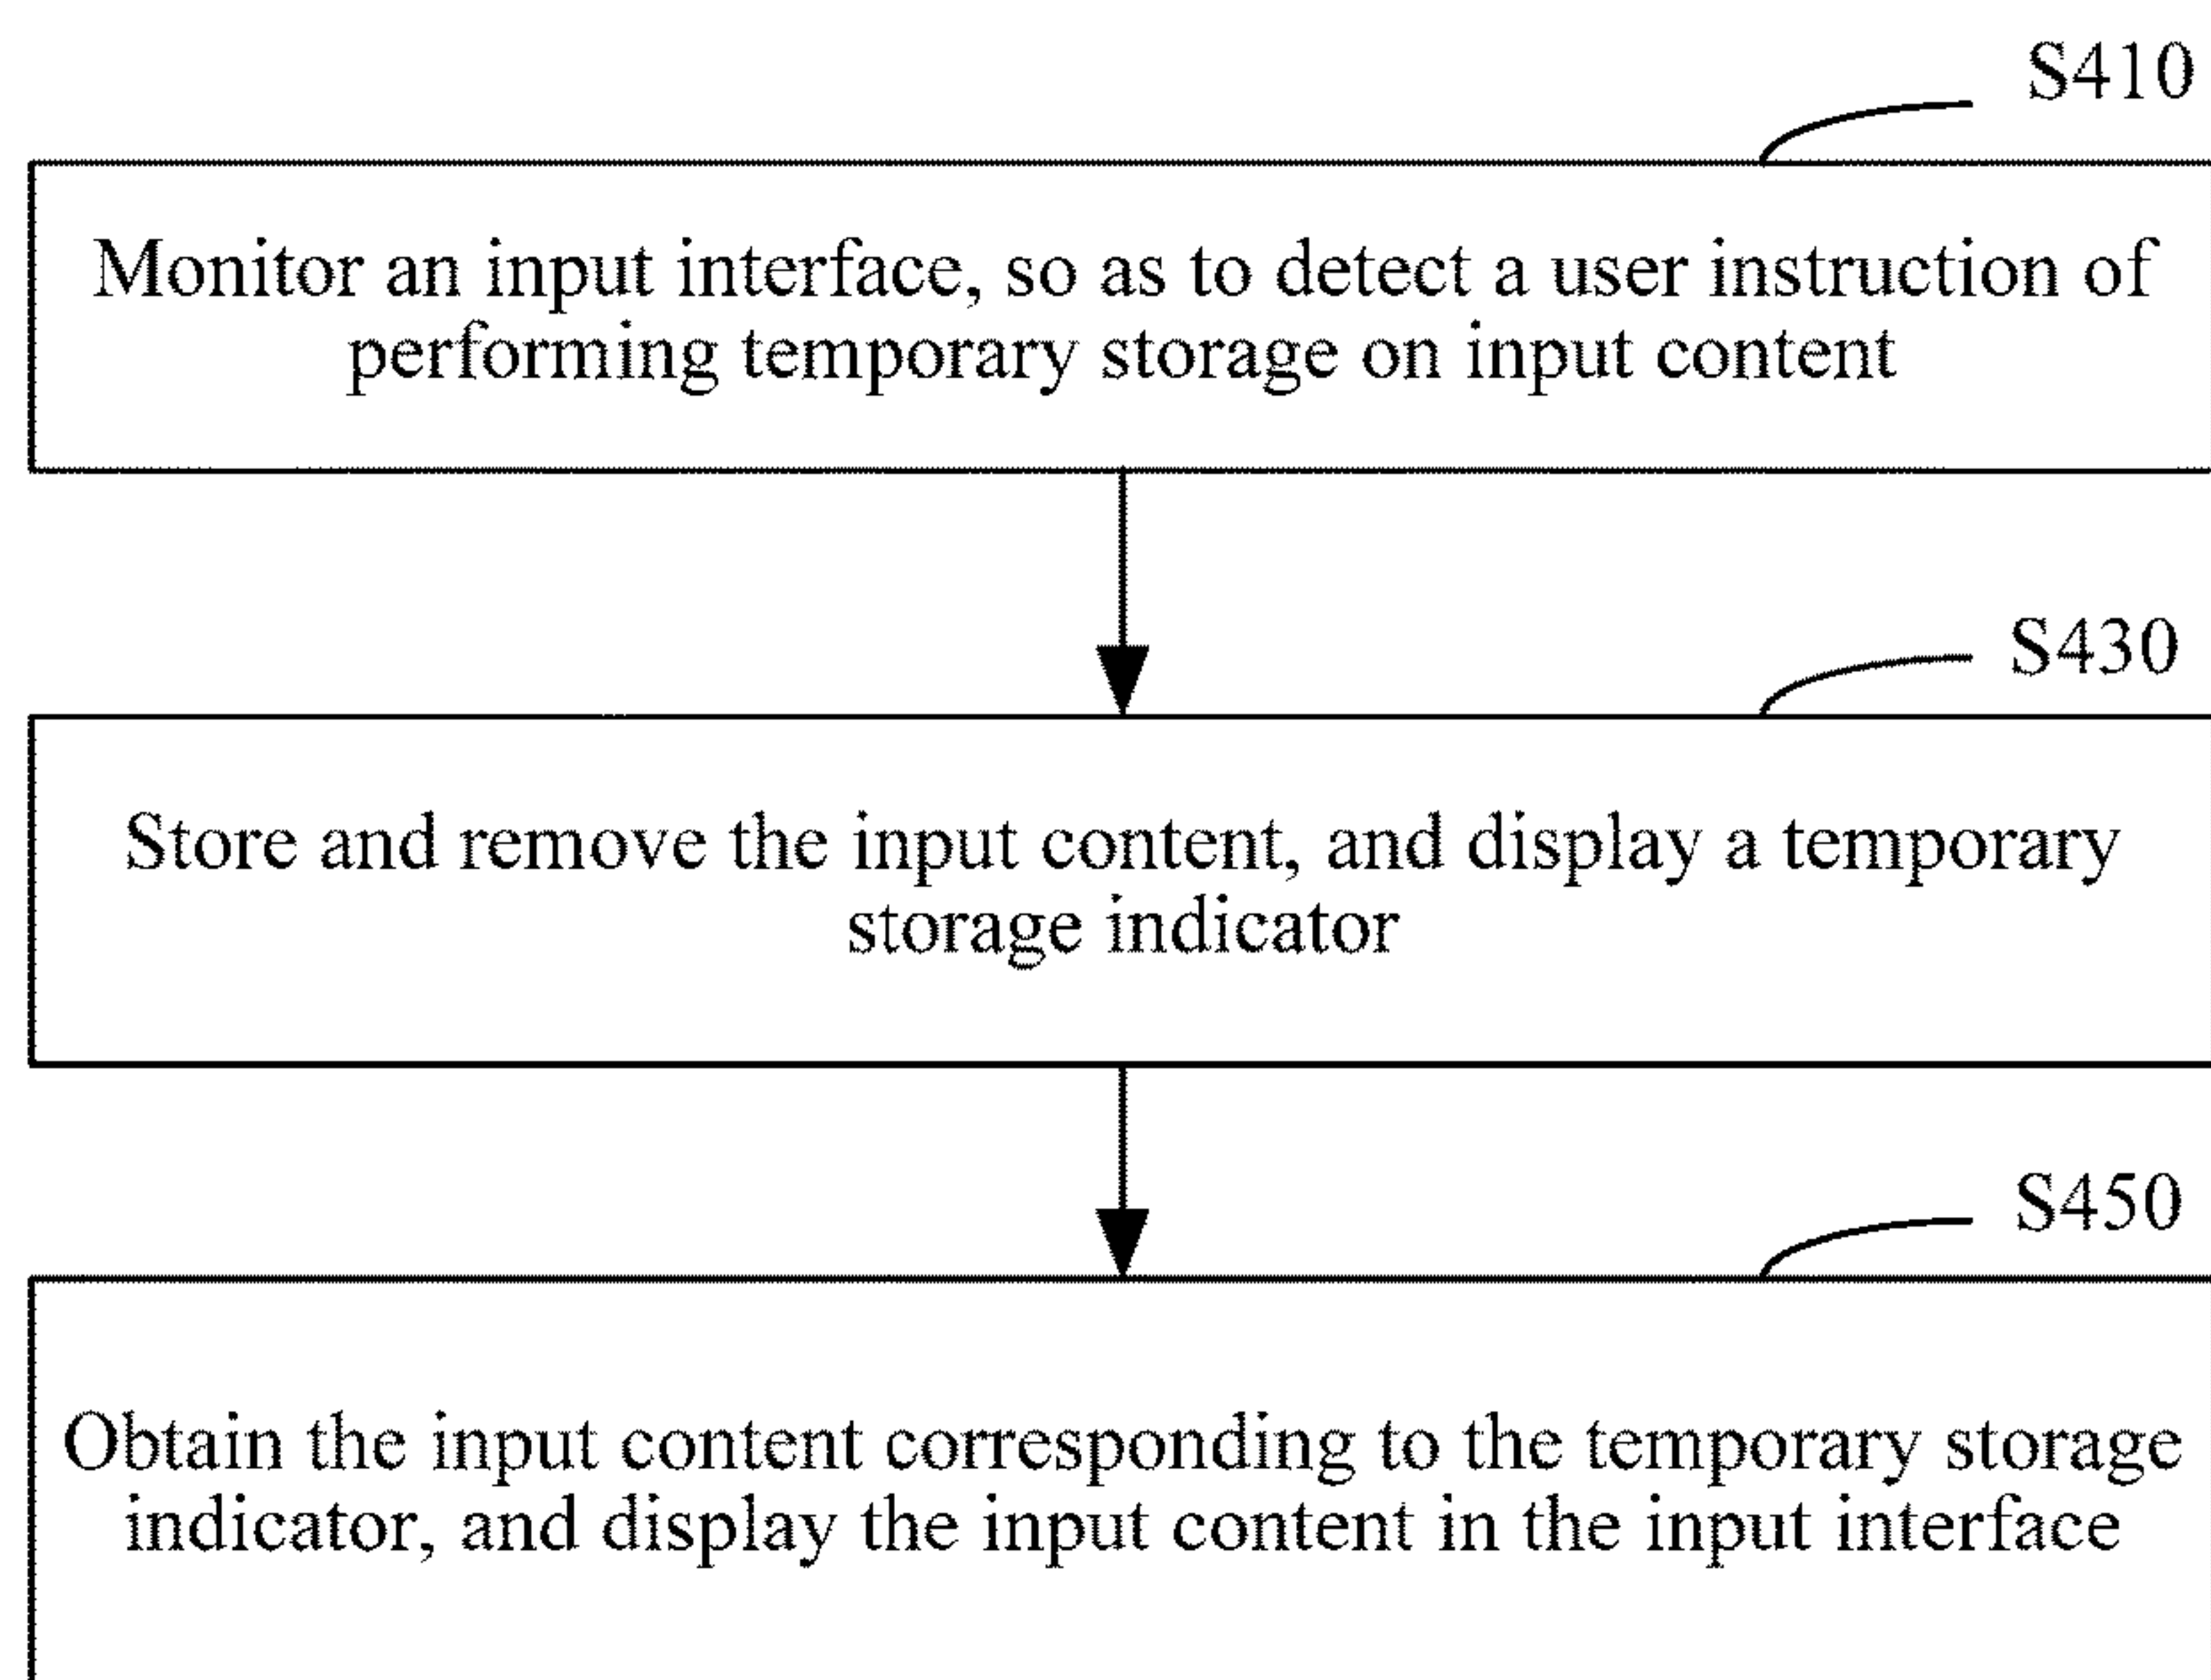 S410
Monitor an input interface, so as to detect a user instruction of
performing temporary storage on input content
S430
Store and remove the input content, and display a temporary
storage indicator
S450
Obtain the input content corresponding to the temporary storage
indicator, and display the input content in the input interface